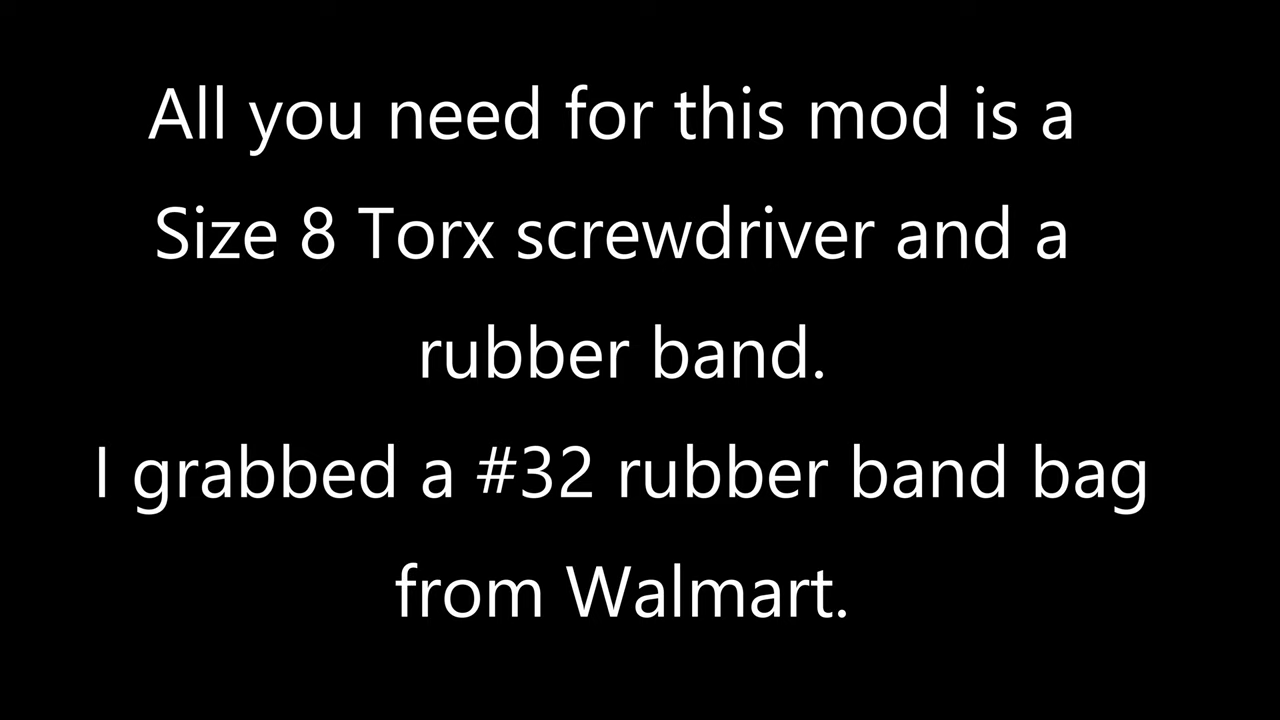 All you need for this mod is a
Size 8 Torx screwdriver and a
rubber band.
I grabbed a #32 rubber band bag
from Walmart.